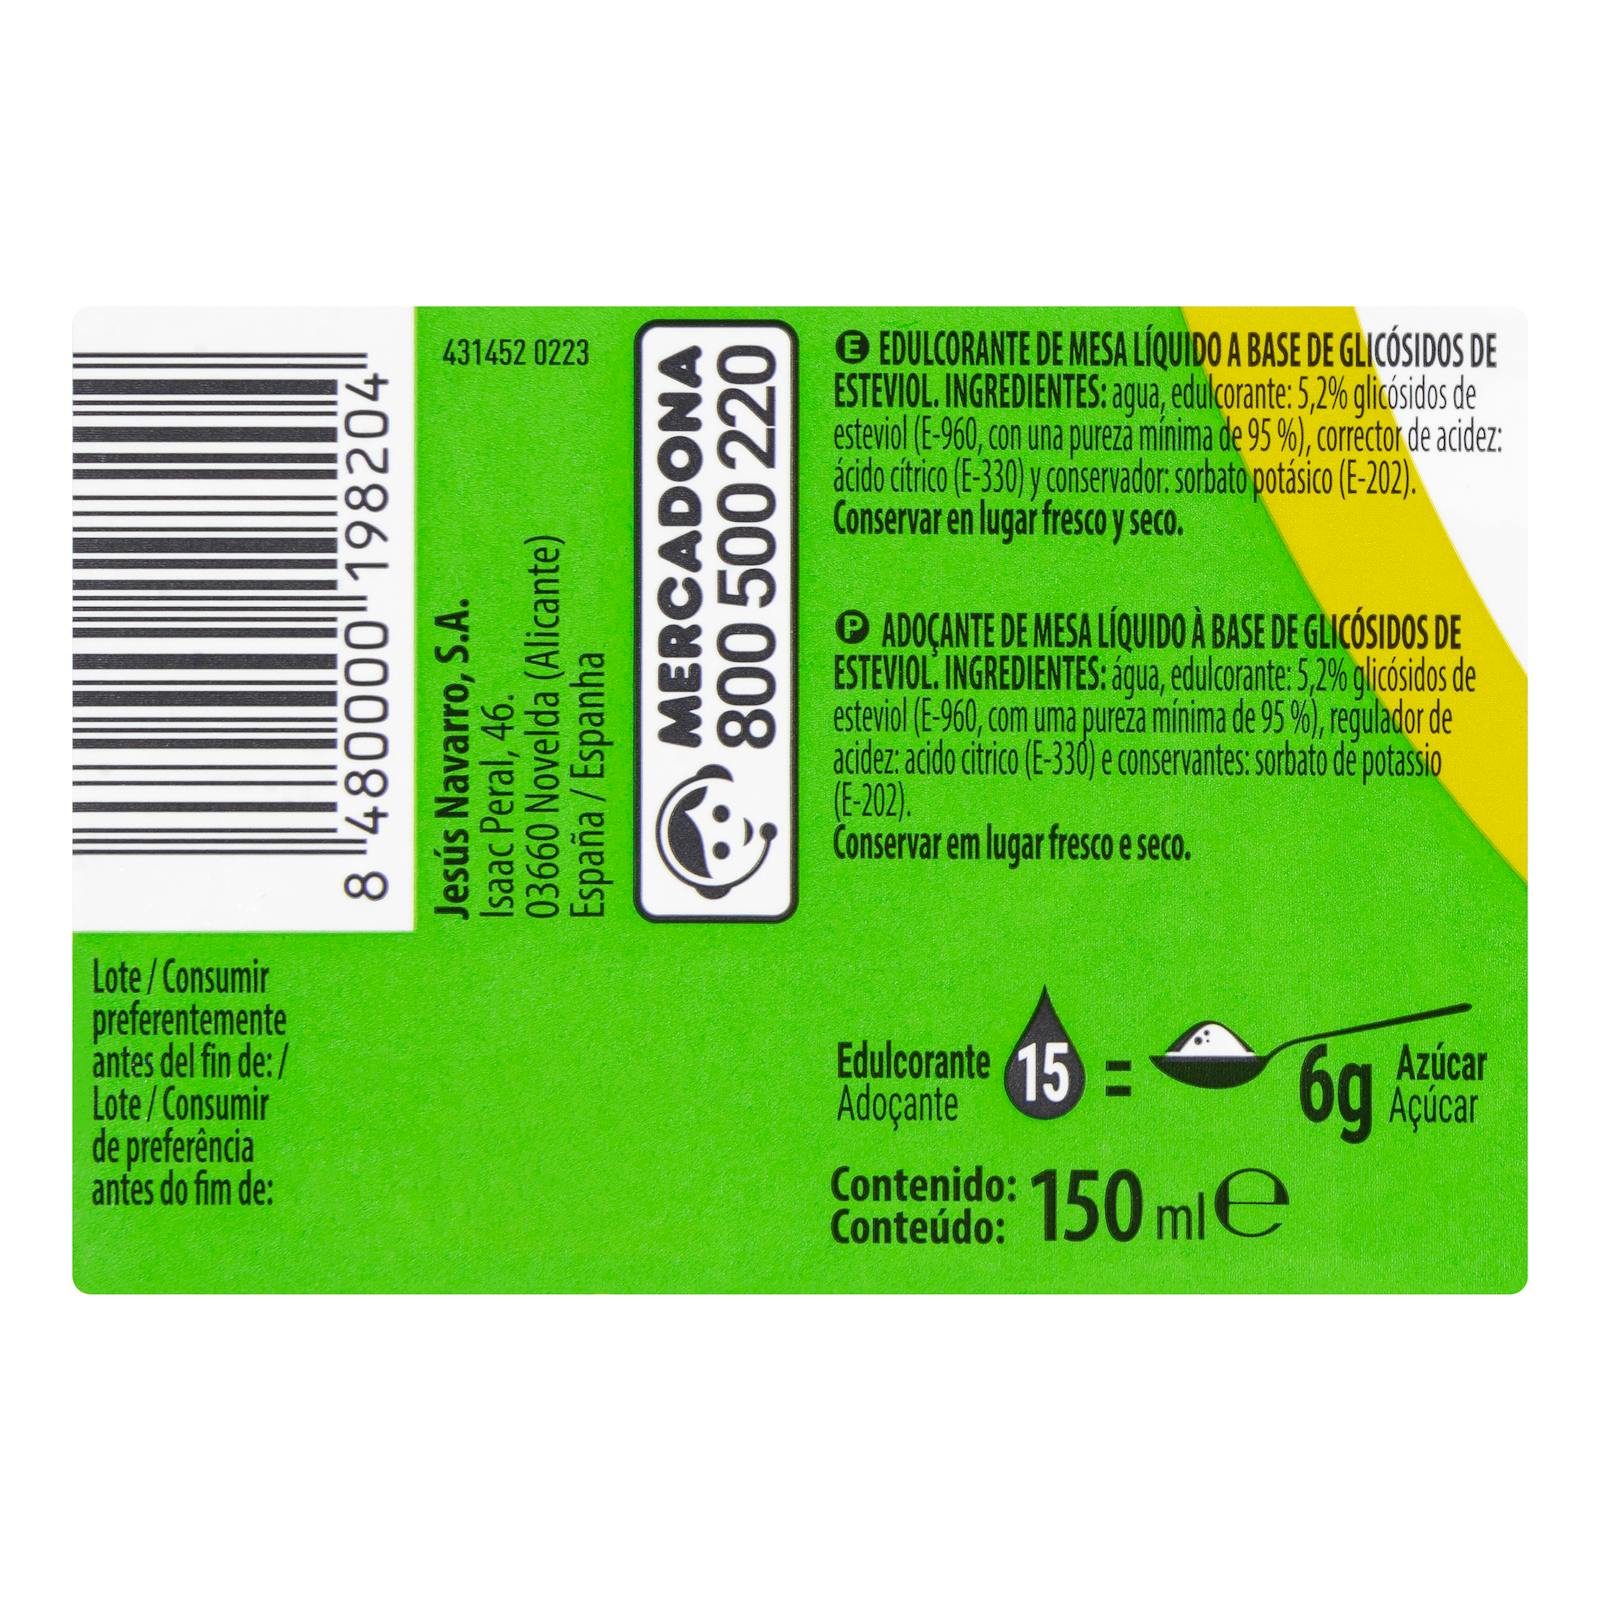 8 480000 198204
431452 0223
Jesús Navarro, S.A.
Isaac Peral, 46.
03660 Novelda (Alicante)
España / Espanha
MERCADONA
800 500 220
E EDULCORANTE DE MESA LÍQUIDO A BASE DE GLICÓSIDOS DE
ESTEVIOL. INGREDIENTES: agua, edulcorante: 5,2% glicósidos de
esteviol (E-960, con una pureza mínima de 95 %), corrector de acidez:
ácido cítrico (E-330) y conservador: sorbato potásico (E-202).
Conservar en lugar fresco y seco.
P ADOÇANTE DE MESA LÍQUIDO À BASE DE GLICÓSIDOS DE
ESTEVIOL. INGREDIENTES: água, edulcorante: 5,2% glicósidos de
esteviol (E-960, com uma pureza mínima de 95 %), regulador de
acidez: acido citrico (E-330) e conservantes: sorbato de potassio
(E-202).
Conservar em lugar fresco e seco.
Lote / Consumir
preferentemente
antes del fin de: /
Lote / Consumir
de preferência
antes do fim de:
Edulcorante 15 = 6g Azúcar
Adoçante Açúcar
Contenido: 150 ml e
Conteúdo: